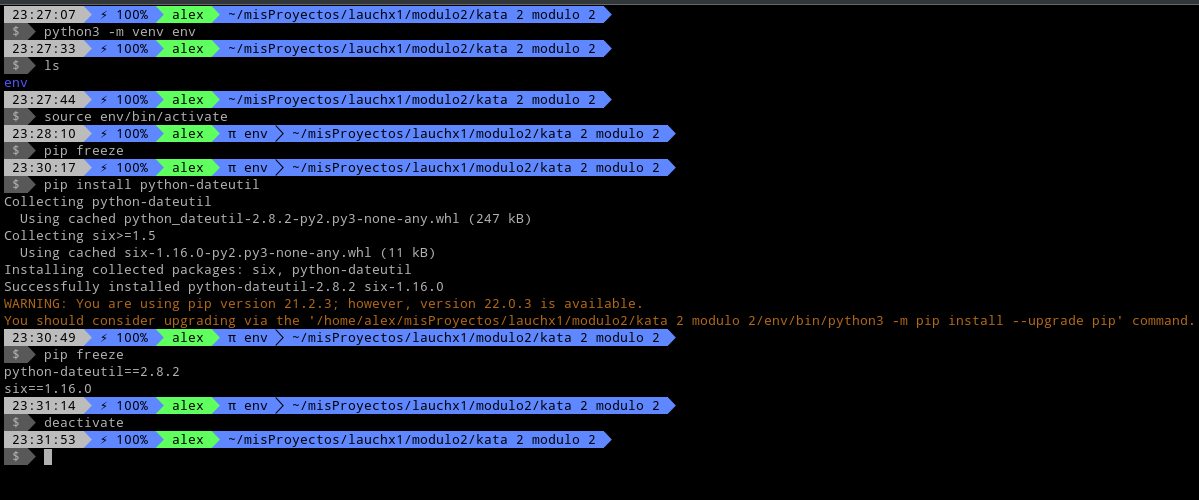 23:27:07 ⚡ 100% alex ~/misProyectos/lauchx1/modulo2/kata 2 modulo 2
$ python3 -m venv env
23:27:33 ⚡ 100% alex ~/misProyectos/lauchx1/modulo2/kata 2 modulo 2
$ ls
env
23:27:44 ⚡ 100% alex ~/misProyectos/lauchx1/modulo2/kata 2 modulo 2
$ source env/bin/activate
23:28:10 ⚡ 100% alex π env ~/misProyectos/lauchx1/modulo2/kata 2 modulo 2
$ pip freeze
23:30:17 ⚡ 100% alex π env ~/misProyectos/lauchx1/modulo2/kata 2 modulo 2
$ pip install python-dateutil
Collecting python-dateutil
  Using cached python_dateutil-2.8.2-py2.py3-none-any.whl (247 kB)
Collecting six>=1.5
  Using cached six-1.16.0-py2.py3-none-any.whl (11 kB)
Installing collected packages: six, python-dateutil
Successfully installed python-dateutil-2.8.2 six-1.16.0
WARNING: You are using pip version 21.2.3; however, version 22.0.3 is available.
You should consider upgrading via the '/home/alex/misProyectos/lauchx1/modulo2/kata 2 modulo 2/env/bin/python3 -m pip install --upgrade pip' command.
23:30:49 ⚡ 100% alex π env ~/misProyectos/lauchx1/modulo2/kata 2 modulo 2
$ pip freeze
python-dateutil==2.8.2
six==1.16.0
23:31:14 ⚡ 100% alex π env ~/misProyectos/lauchx1/modulo2/kata 2 modulo 2
$ deactivate
23:31:53 ⚡ 100% alex ~/misProyectos/lauchx1/modulo2/kata 2 modulo 2
$